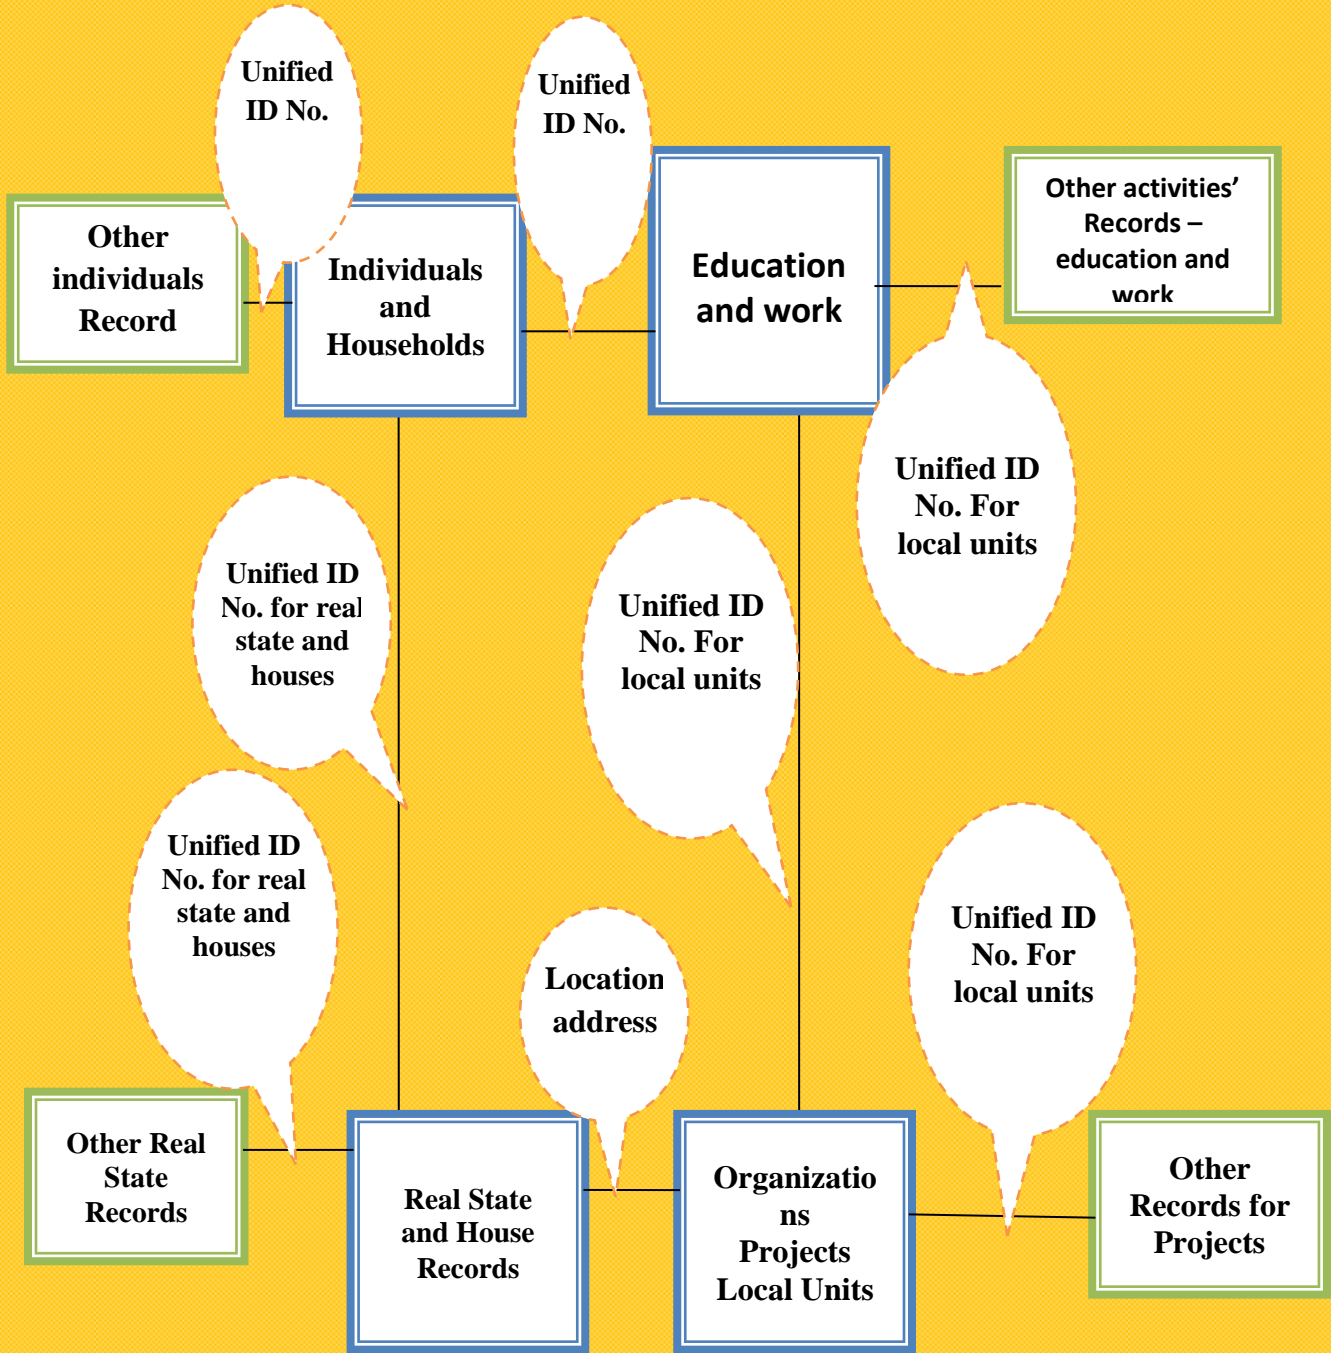 Unified
ID No.
Unified
ID No.
Other
individuals
Record
Individuals
and
Households
Education
and work
Other activities’
Records –
education and
work
Unified ID
No. For
local units
Unified ID
No. for real
state and
houses
Unified ID
No. For
local units
Unified ID
No. for real
state and
houses
Location
address
Unified ID
No. For
local units
Other Real
State
Records
Real State
and House
Records
Organizatio
ns
Projects
Local Units
Other
Records for
Projects